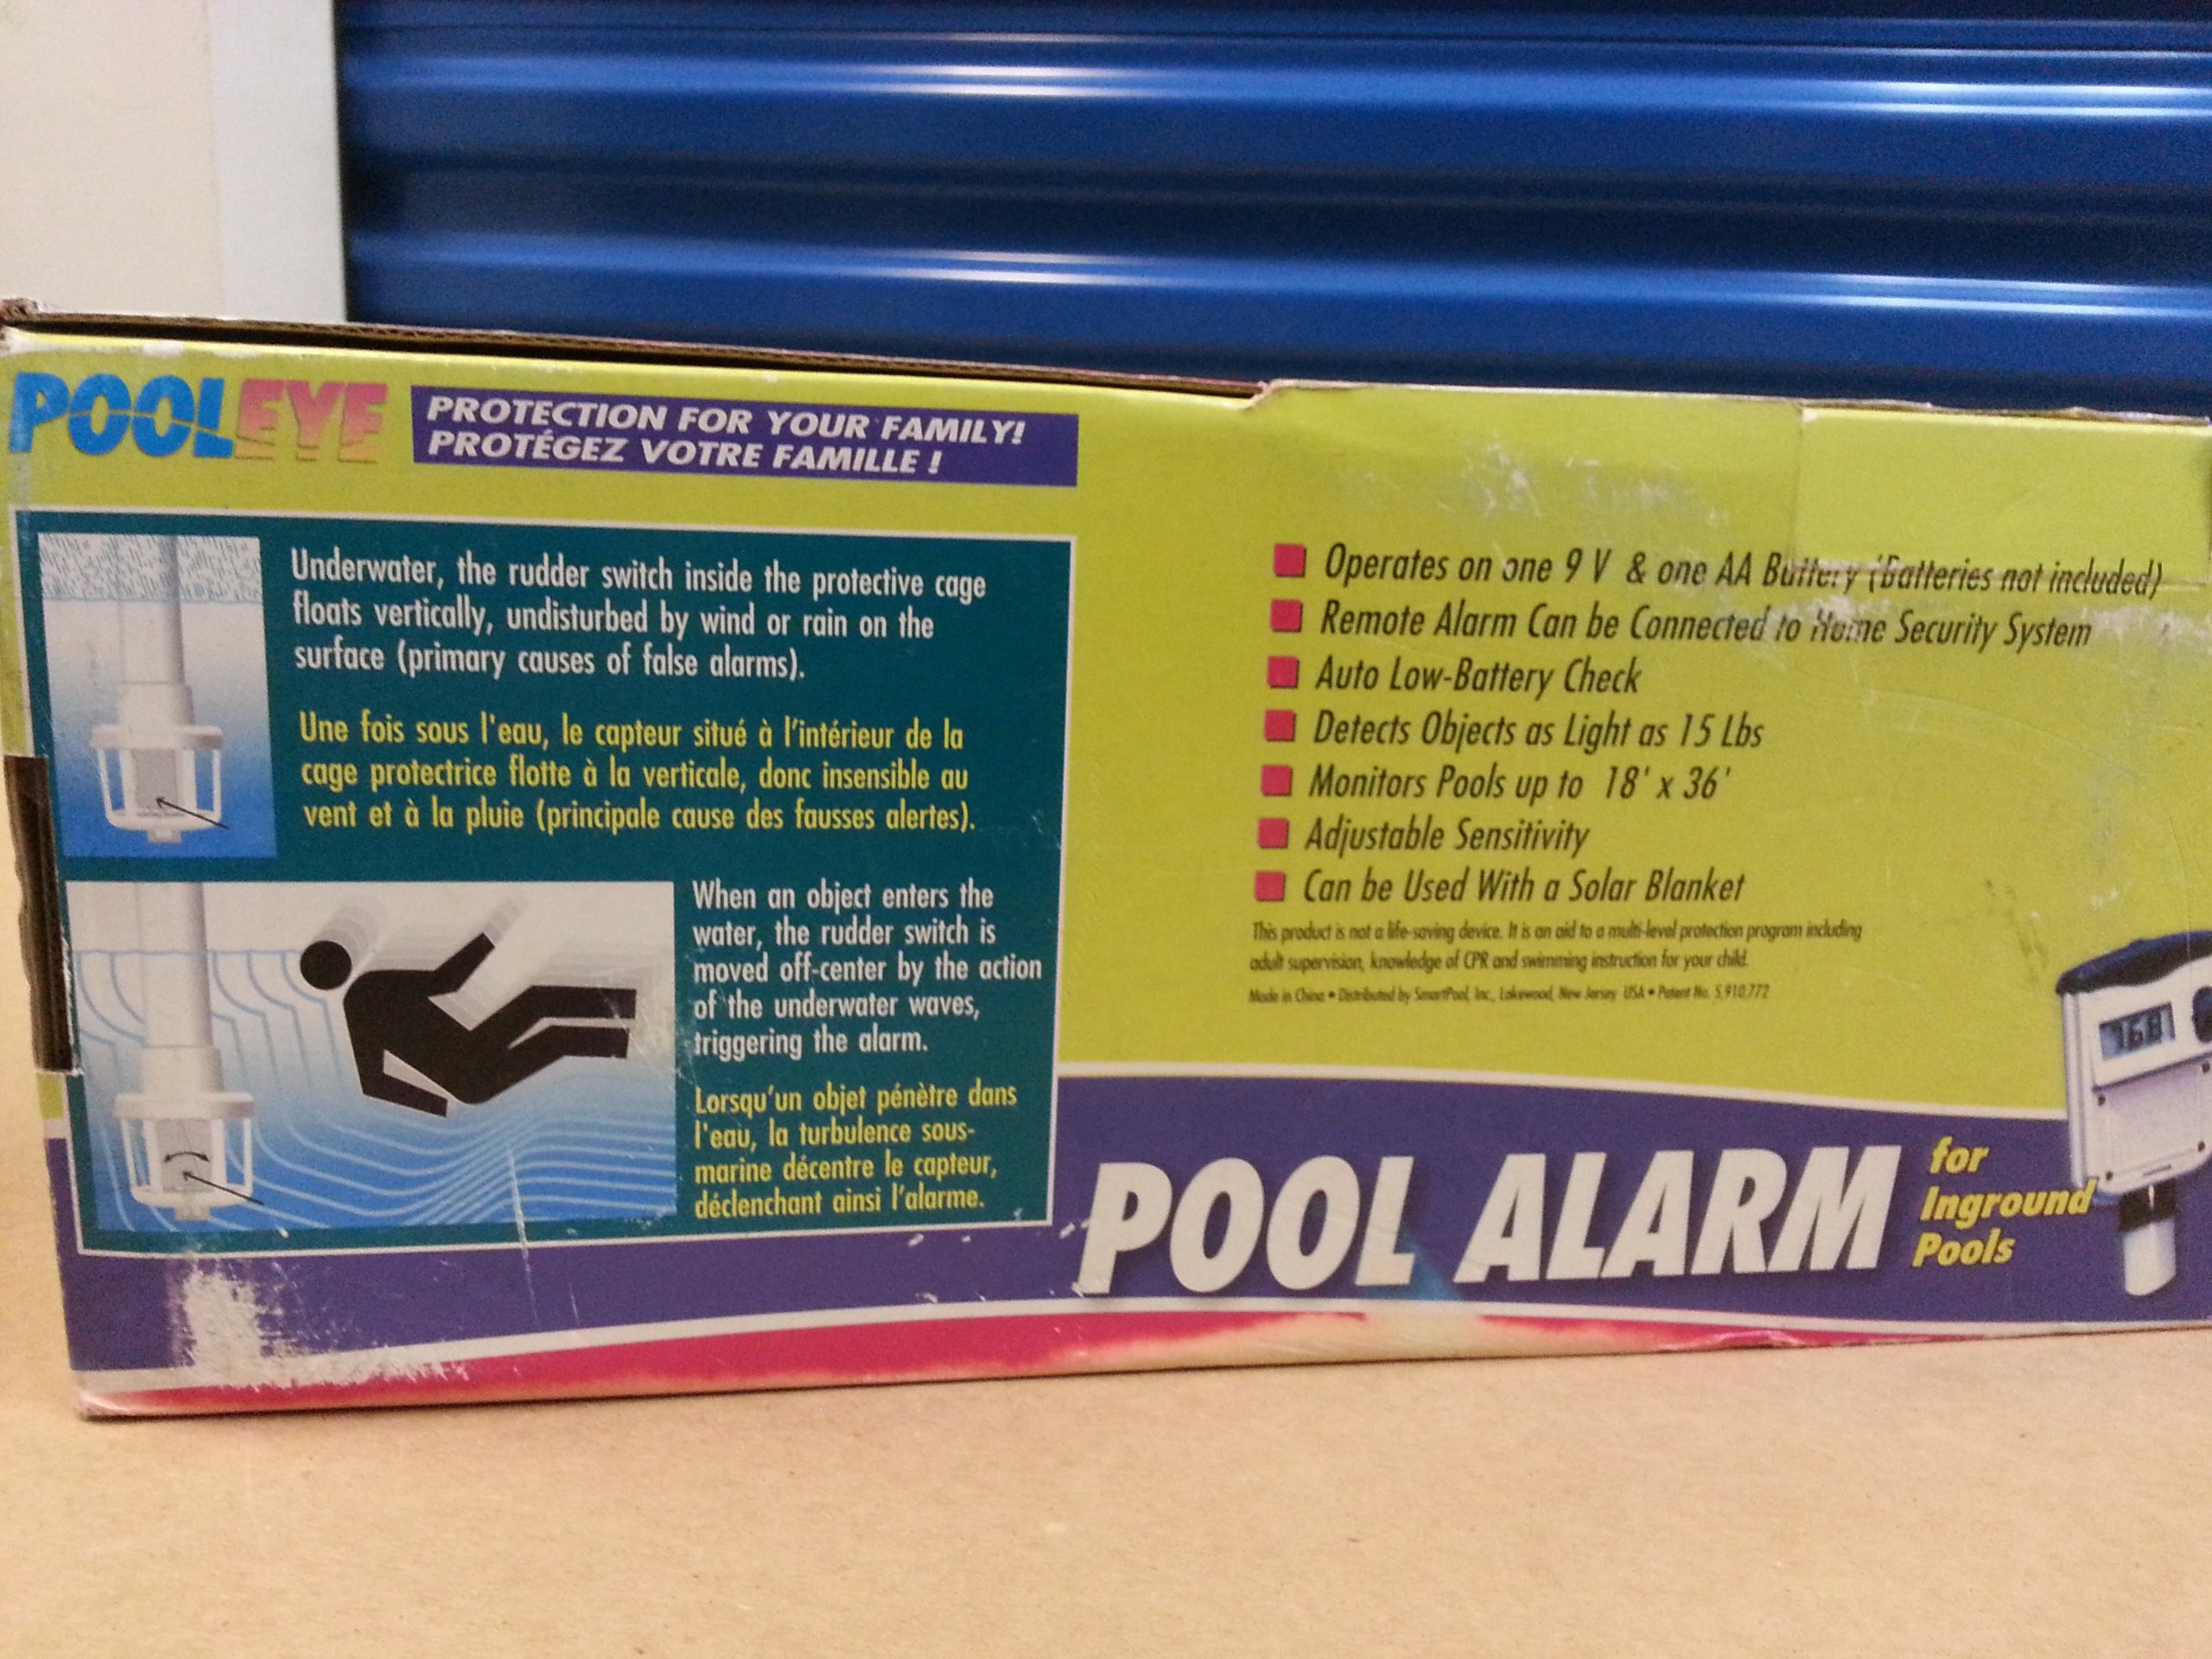 POOLEYE
PROTECTION FOR YOUR FAMILY!
PROTÉGEZ VOTRE FAMILLE !
Underwater, the rudder switch inside the protective cage
floats vertically, undisturbed by wind or rain on the
surface (primary causes of false alarms).
Une fois sous l'eau, le capteur situé à l'intérieur de la
cage protectrice flotte à la verticale, donc insensible au
vent et à la pluie (principale cause des fausses alertes).
When an object enters the
water, the rudder switch is
moved off-center by the action
of the underwater waves,
triggering the alarm.
Lorsqu'un objet pénètre dans
l'eau, la turbulence sous-
marine décentre le capteur,
déclenchant ainsi l'alarme.
Operates on one 9 V & one AA Battery (Batteries not included)
Remote Alarm Can be Connected to Home Security System
Auto Low-Battery Check
Detects Objects as Light as 15 Lbs
Monitors Pools up to 18' x 36'
Adjustable Sensitivity
Can be Used With a Solar Blanket
This product is not a life-saving device. It is an aid to a multi-level protection program including
adult supervision, knowledge of CPR and swimming instruction for your child.
Made in China • Distributed by SmartPool, Inc., Lakewood, New Jersey USA • Patent No. 5,910,772
POOL ALARM
for
Inground
Pools